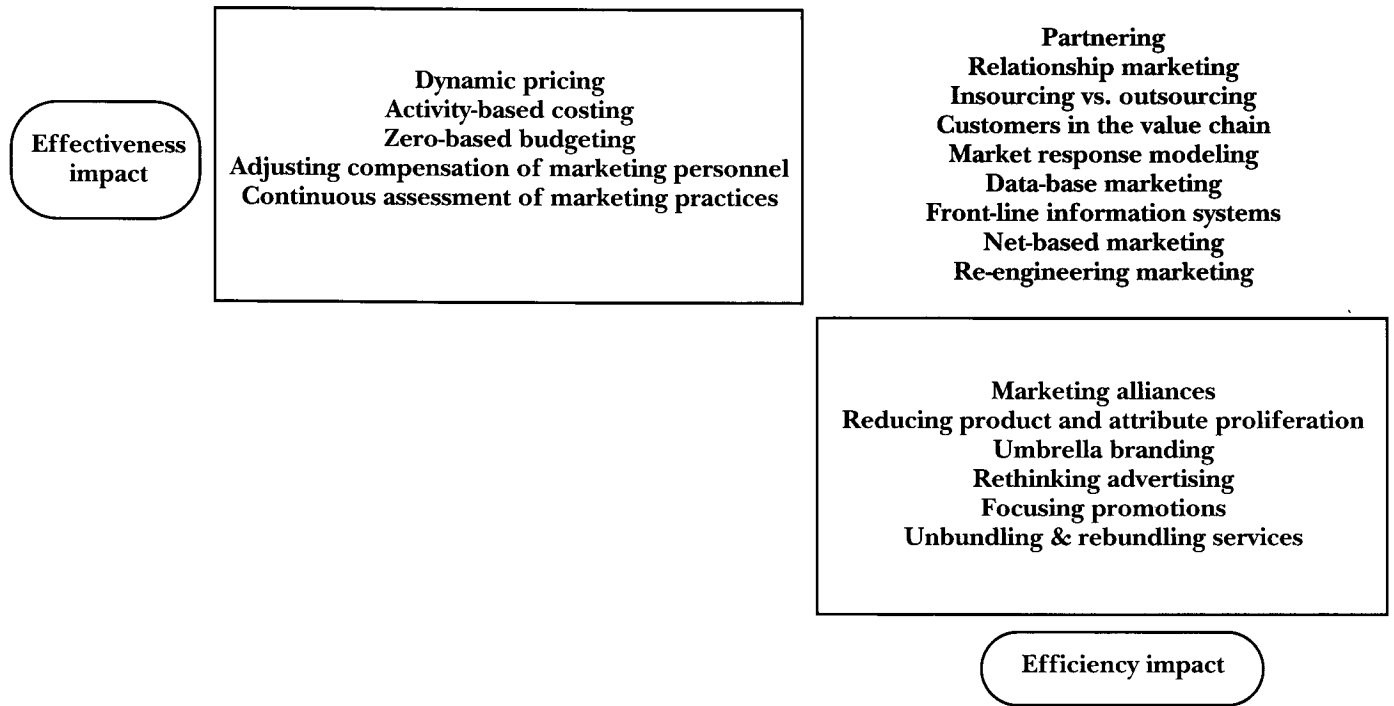 Effectiveness
impact
Dynamic pricing
Activity-based costing
Zero-based budgeting
Adjusting compensation of marketing personnel
Continuous assessment of marketing practices
Partnering
Relationship marketing
Insourcing vs. outsourcing
Customers in the value chain
Market response modeling
Data-base marketing
Front-line information systems
Net-based marketing
Re-engineering marketing
Marketing alliances
Reducing product and attribute proliferation
Umbrella branding
Rethinking advertising
Focusing promotions
Unbundling & rebundling services
Efficiency impact